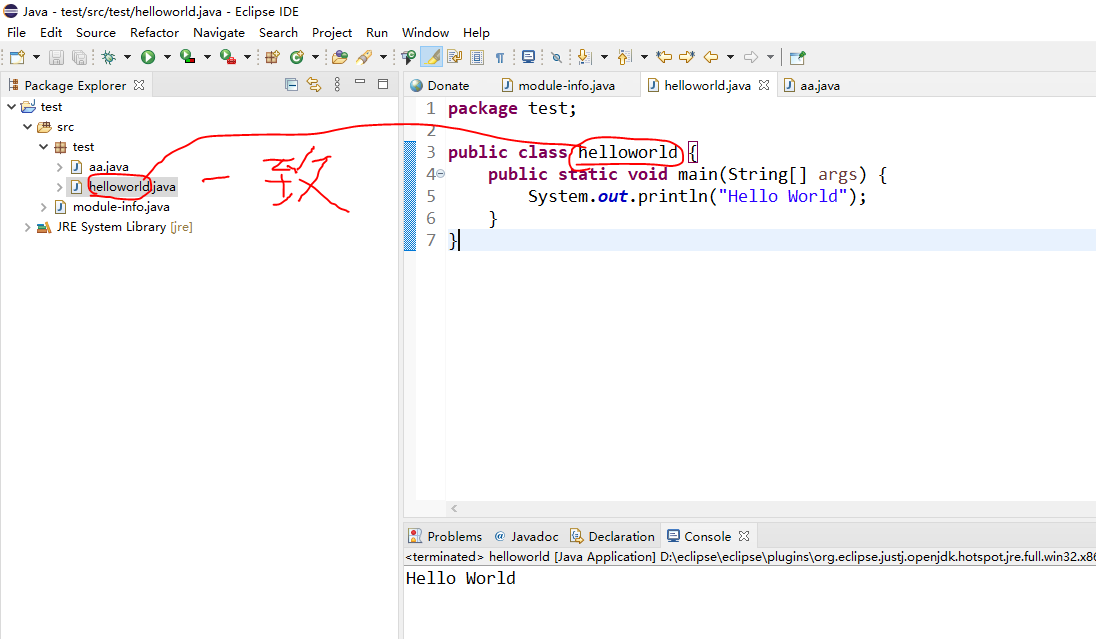 Java - test/src/test/helloworld.java - Eclipse IDE
File Edit Source Refactor Navigate Search Project Run Window Help
Package Explorer
test
src
test
aa.java
helloworld.java
module-info.java
JRE System Library [jre]
一致
Donate module-info.java helloworld.java aa.java
1 package test;
2
3 public class helloworld {
4 public static void main(String[] args) {
5 System.out.println("Hello World");
6 }
7 }
Problems @ Javadoc Declaration Console
<terminated> helloworld [Java Application] D:\eclipse\eclipse\plugins\org.eclipse.justj.openjdk.hotspot.jre.full.win32.x86
Hello World